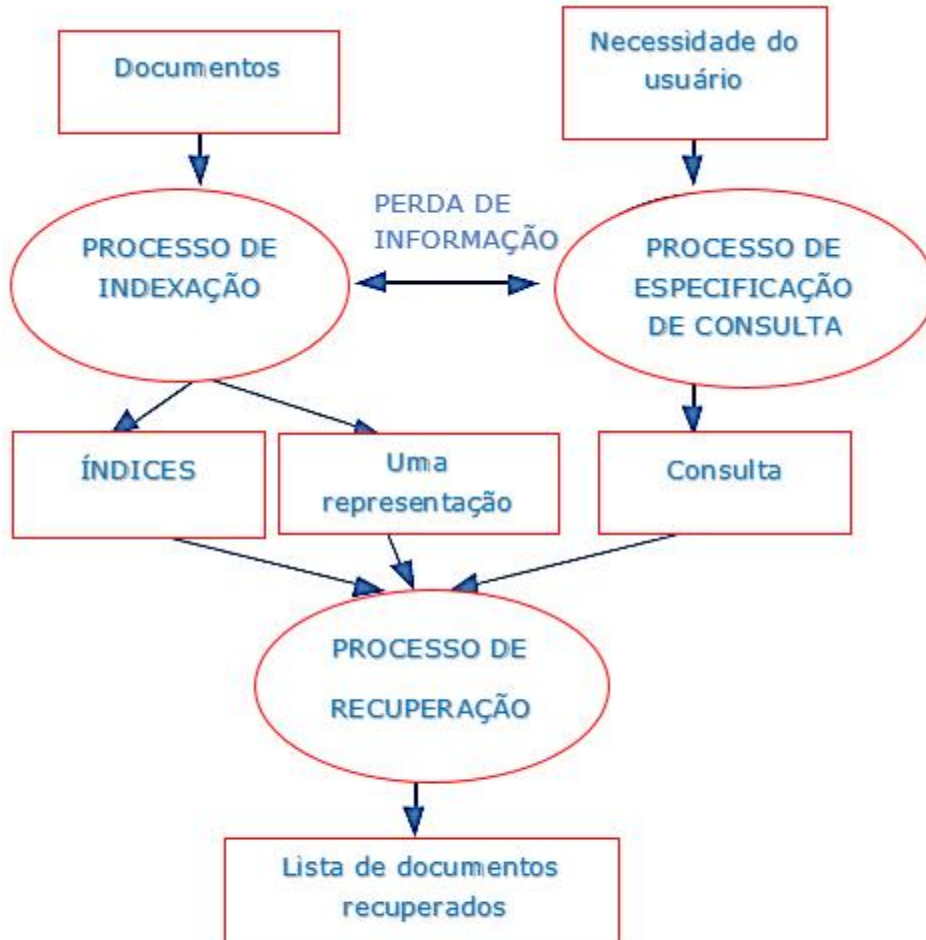 Documentos
Necessidade do
usuário
PERDA DE
INFORMAÇÃO
PROCESSO DE
INDEXAÇÃO
PROCESSO DE
ESPECIFICAÇÃO
DE CONSULTA
ÍNDICES
Uma
representação
Consulta
PROCESSO DE
RECUPERAÇÃO
Lista de documentos
recuperados